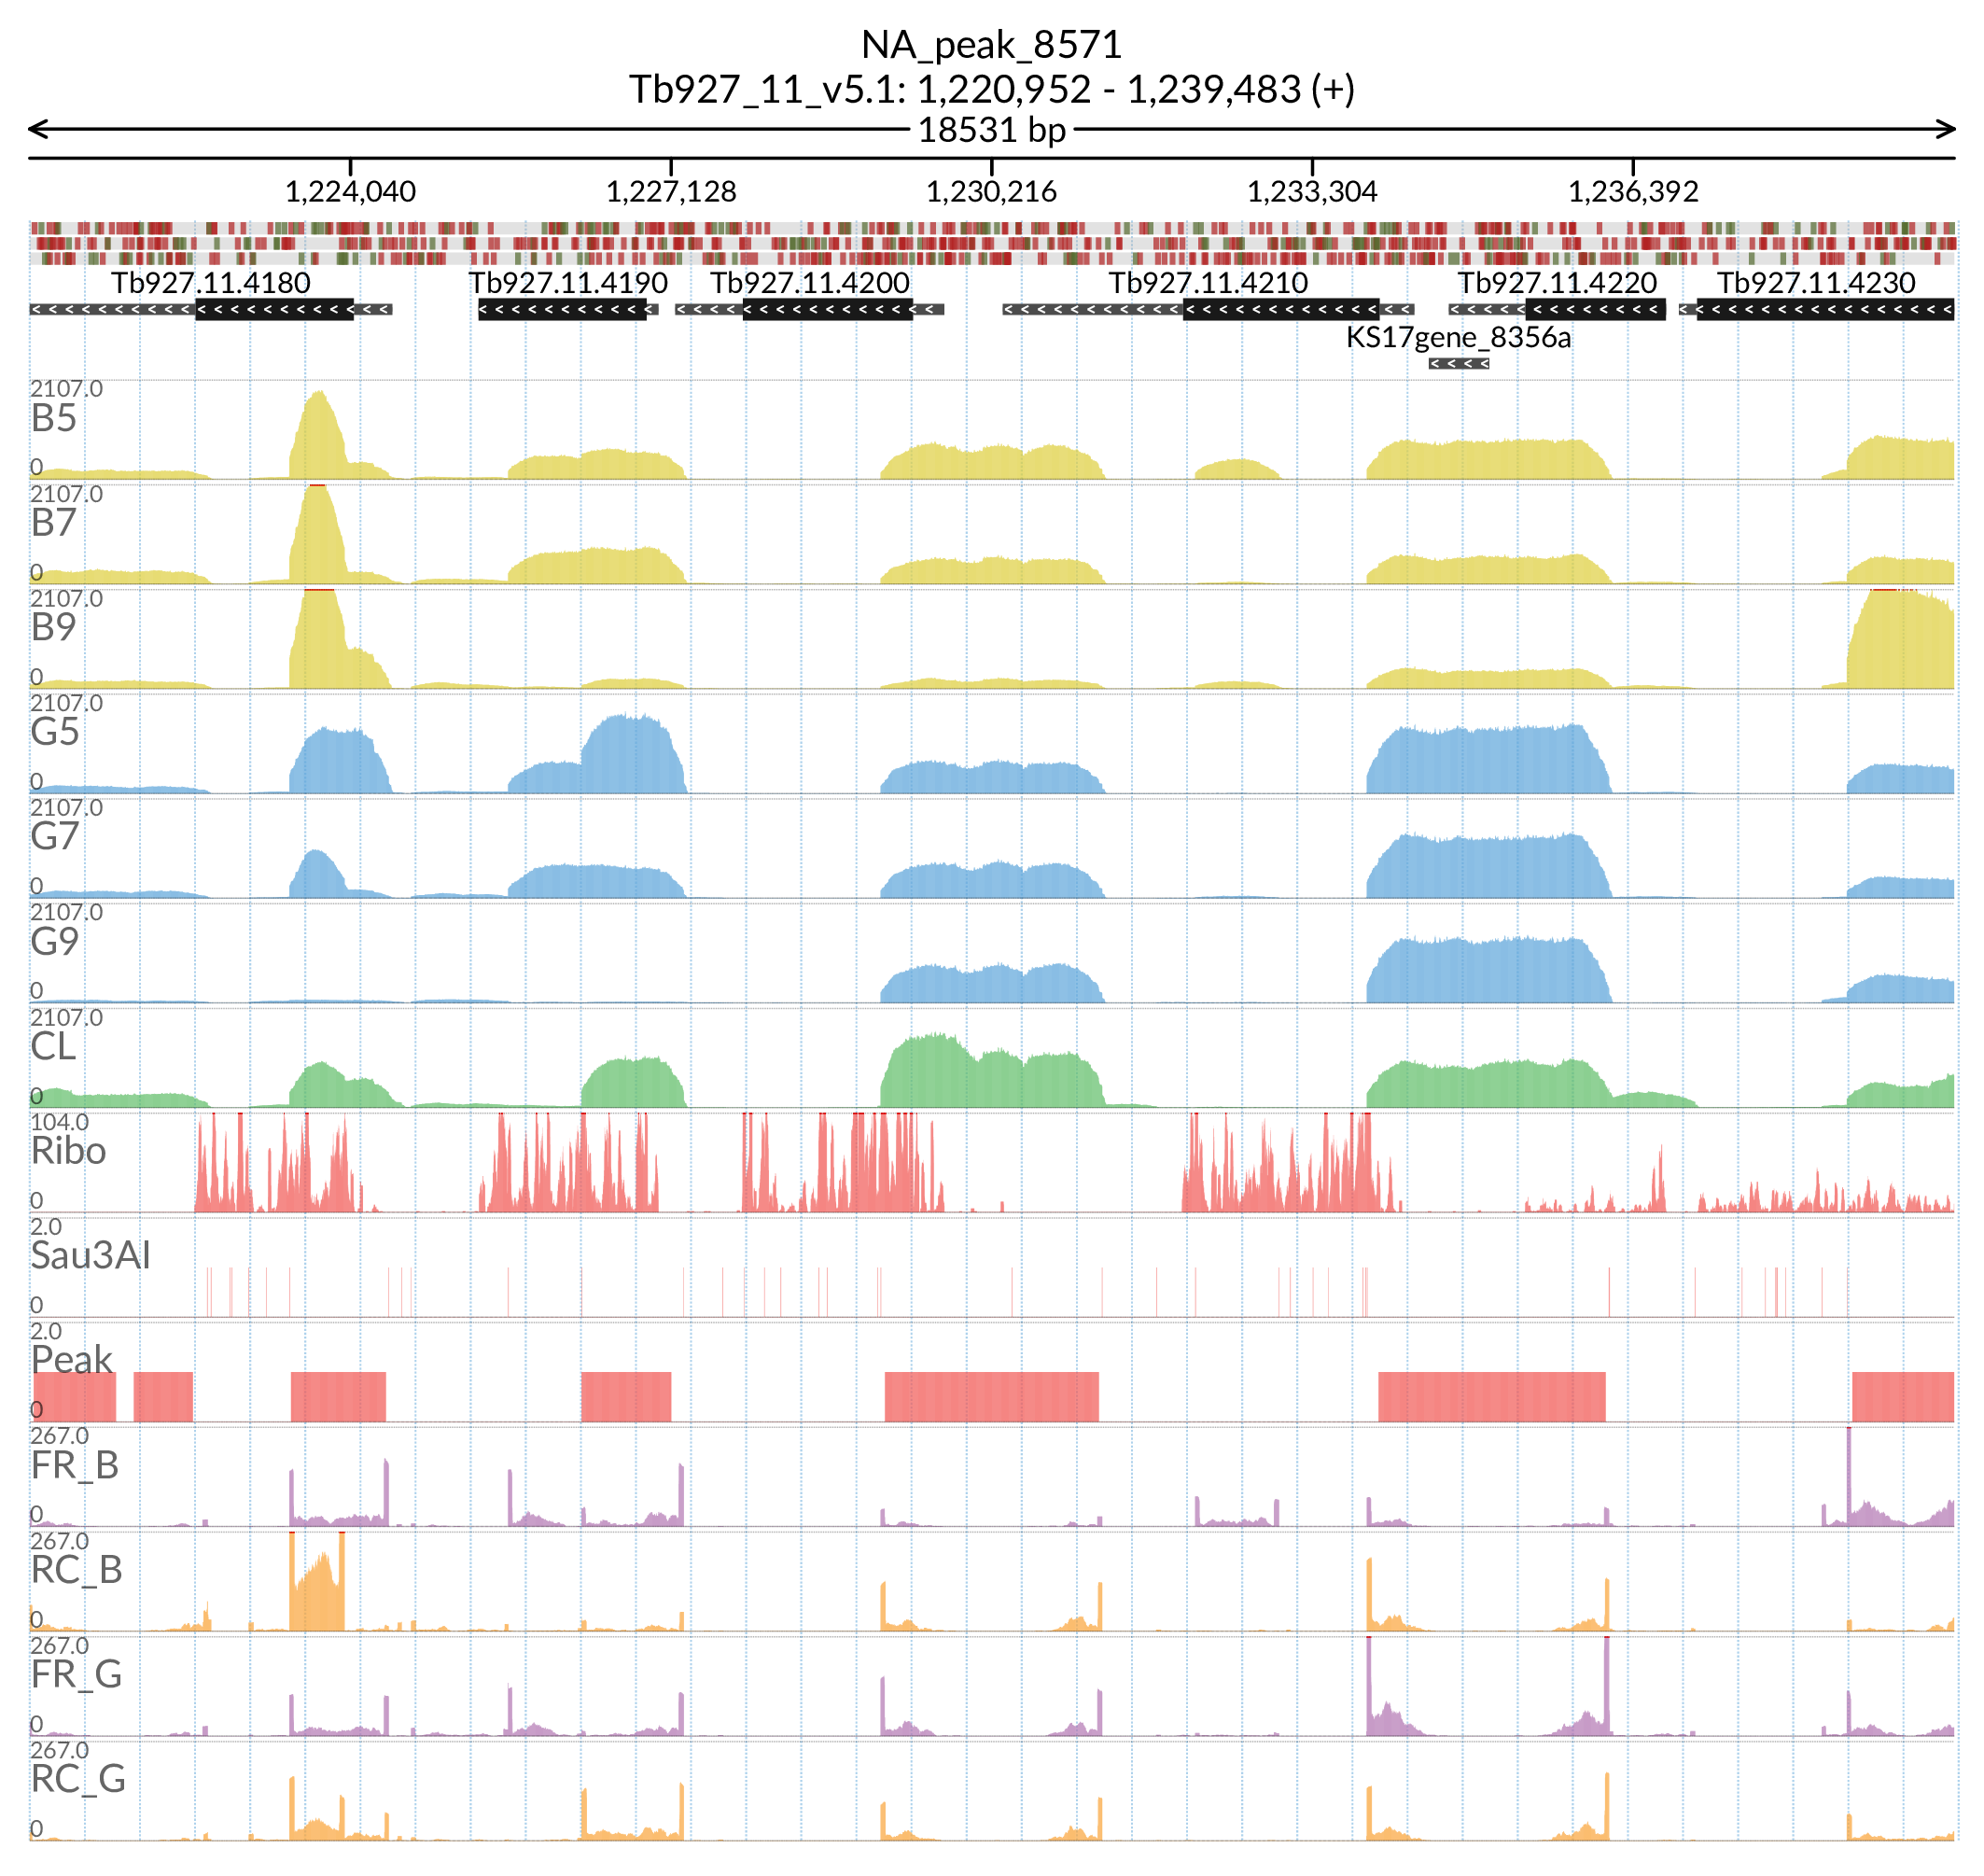 NA_peak_8571
Tb927_11_v5.1: 1,220,952 - 1,239,483 (+)
18531 bp
1,224,040 1,227,128 1,230,216 1,233,304 1,236,392
Tb927.11.4180 Tb927.11.4190 Tb927.11.4200 Tb927.11.4210 Tb927.11.4220 Tb927.11.4230
KS17gene_8356a
2107.0
B5
0
2107.0
B7
0
2107.0
B9
0
2107.0
G5
0
2107.0
G7
0
2107.0
G9
0
2107.0
CL
0
104.0
Ribo
0
2.0
Sau3AI
0
2.0
Peak
0
267.0
FR_B
0
267.0
RC_B
0
267.0
FR_G
0
267.0
RC_G
0